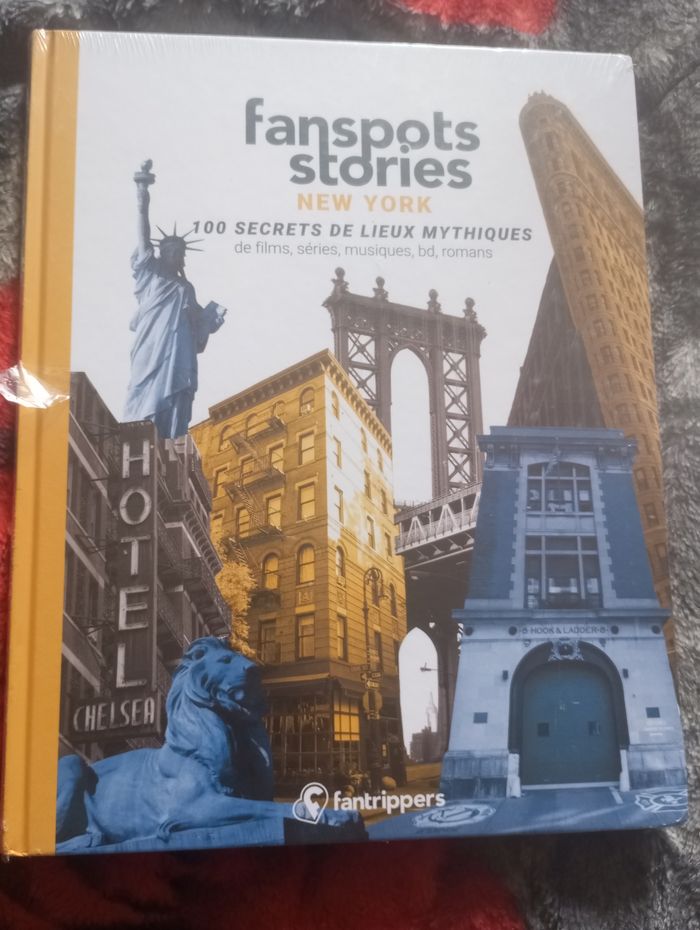 fanspots
stories
NEW YORK
100 SECRETS DE LIEUX MYTHIQUES
de films, séries, musiques, bd, romans
HOTEL
CHELSEA
8 HOOK & LADDER 8
fantrippers